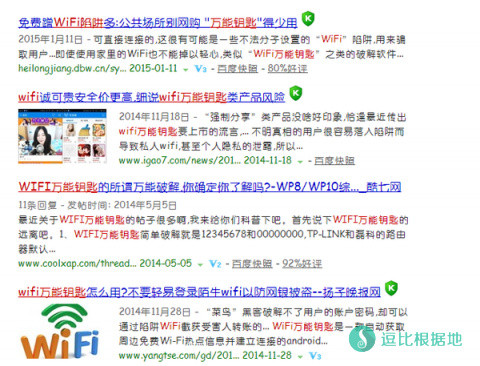 免费蹭WiFi陷阱多:公共场所别网购 "万能钥匙"得少用
2015年1月11日 - 可直接连接的,这很有可能是一些不法分子设置的“WiFi”陷阱,用来骗
取用户...即使使用家里的WiFi也不能掉以轻心,类似“WiFi万能钥匙”之类的破解软件...
heilongjiang.dbw.cn/sy... 2015-01-11 - V3 - 百度快照 - 80%好评
wifi诚可贵安全价更高,细说wifi万能钥匙类产品风险
2014年11月18日 - “强制分享”类产品没啥好印象,恰逢最近传出
wifi万能钥匙要上市的流言,... 不明真相的用户很容易落入陷阱而
导致私人wifi,甚至个人隐私的泄露,所以...
www.igao7.com/news/201... 2014-11-18 - 百度快照
WIFI万能钥匙的所谓万能破解,你确定你了解吗?-WP8/WP10综..._酷七网
11条回复 - 发帖时间: 2014年5月5日
最近关于WIFI万能钥匙的帖子很多啊,我来给你们科普下吧。首先说下WIFI万能钥匙的
远离吧。1、WIFI万能钥匙简单破解就是12345678和00000000,TP-LINK和磊科的路由
器默认...
www.coolxap.com/thread... 2014-05-05 - V2 - 百度快照 - 92%好评
wifi万能钥匙怎么用?不要轻易登录陌生wifi以防网银被盗--扬子晚报网
2014年11月28日 - “菜鸟”黑客破解不了用户的帐户密码,却可以
通过陷阱WiFi截获受害人转账的... WiFi万能钥匙是一款自动获取
周边免费Wi-Fi热点信息并建立连接的android...
www.yangtse.com/gd/201... 2014-11-28 - V3
WiFi
逗比根据地